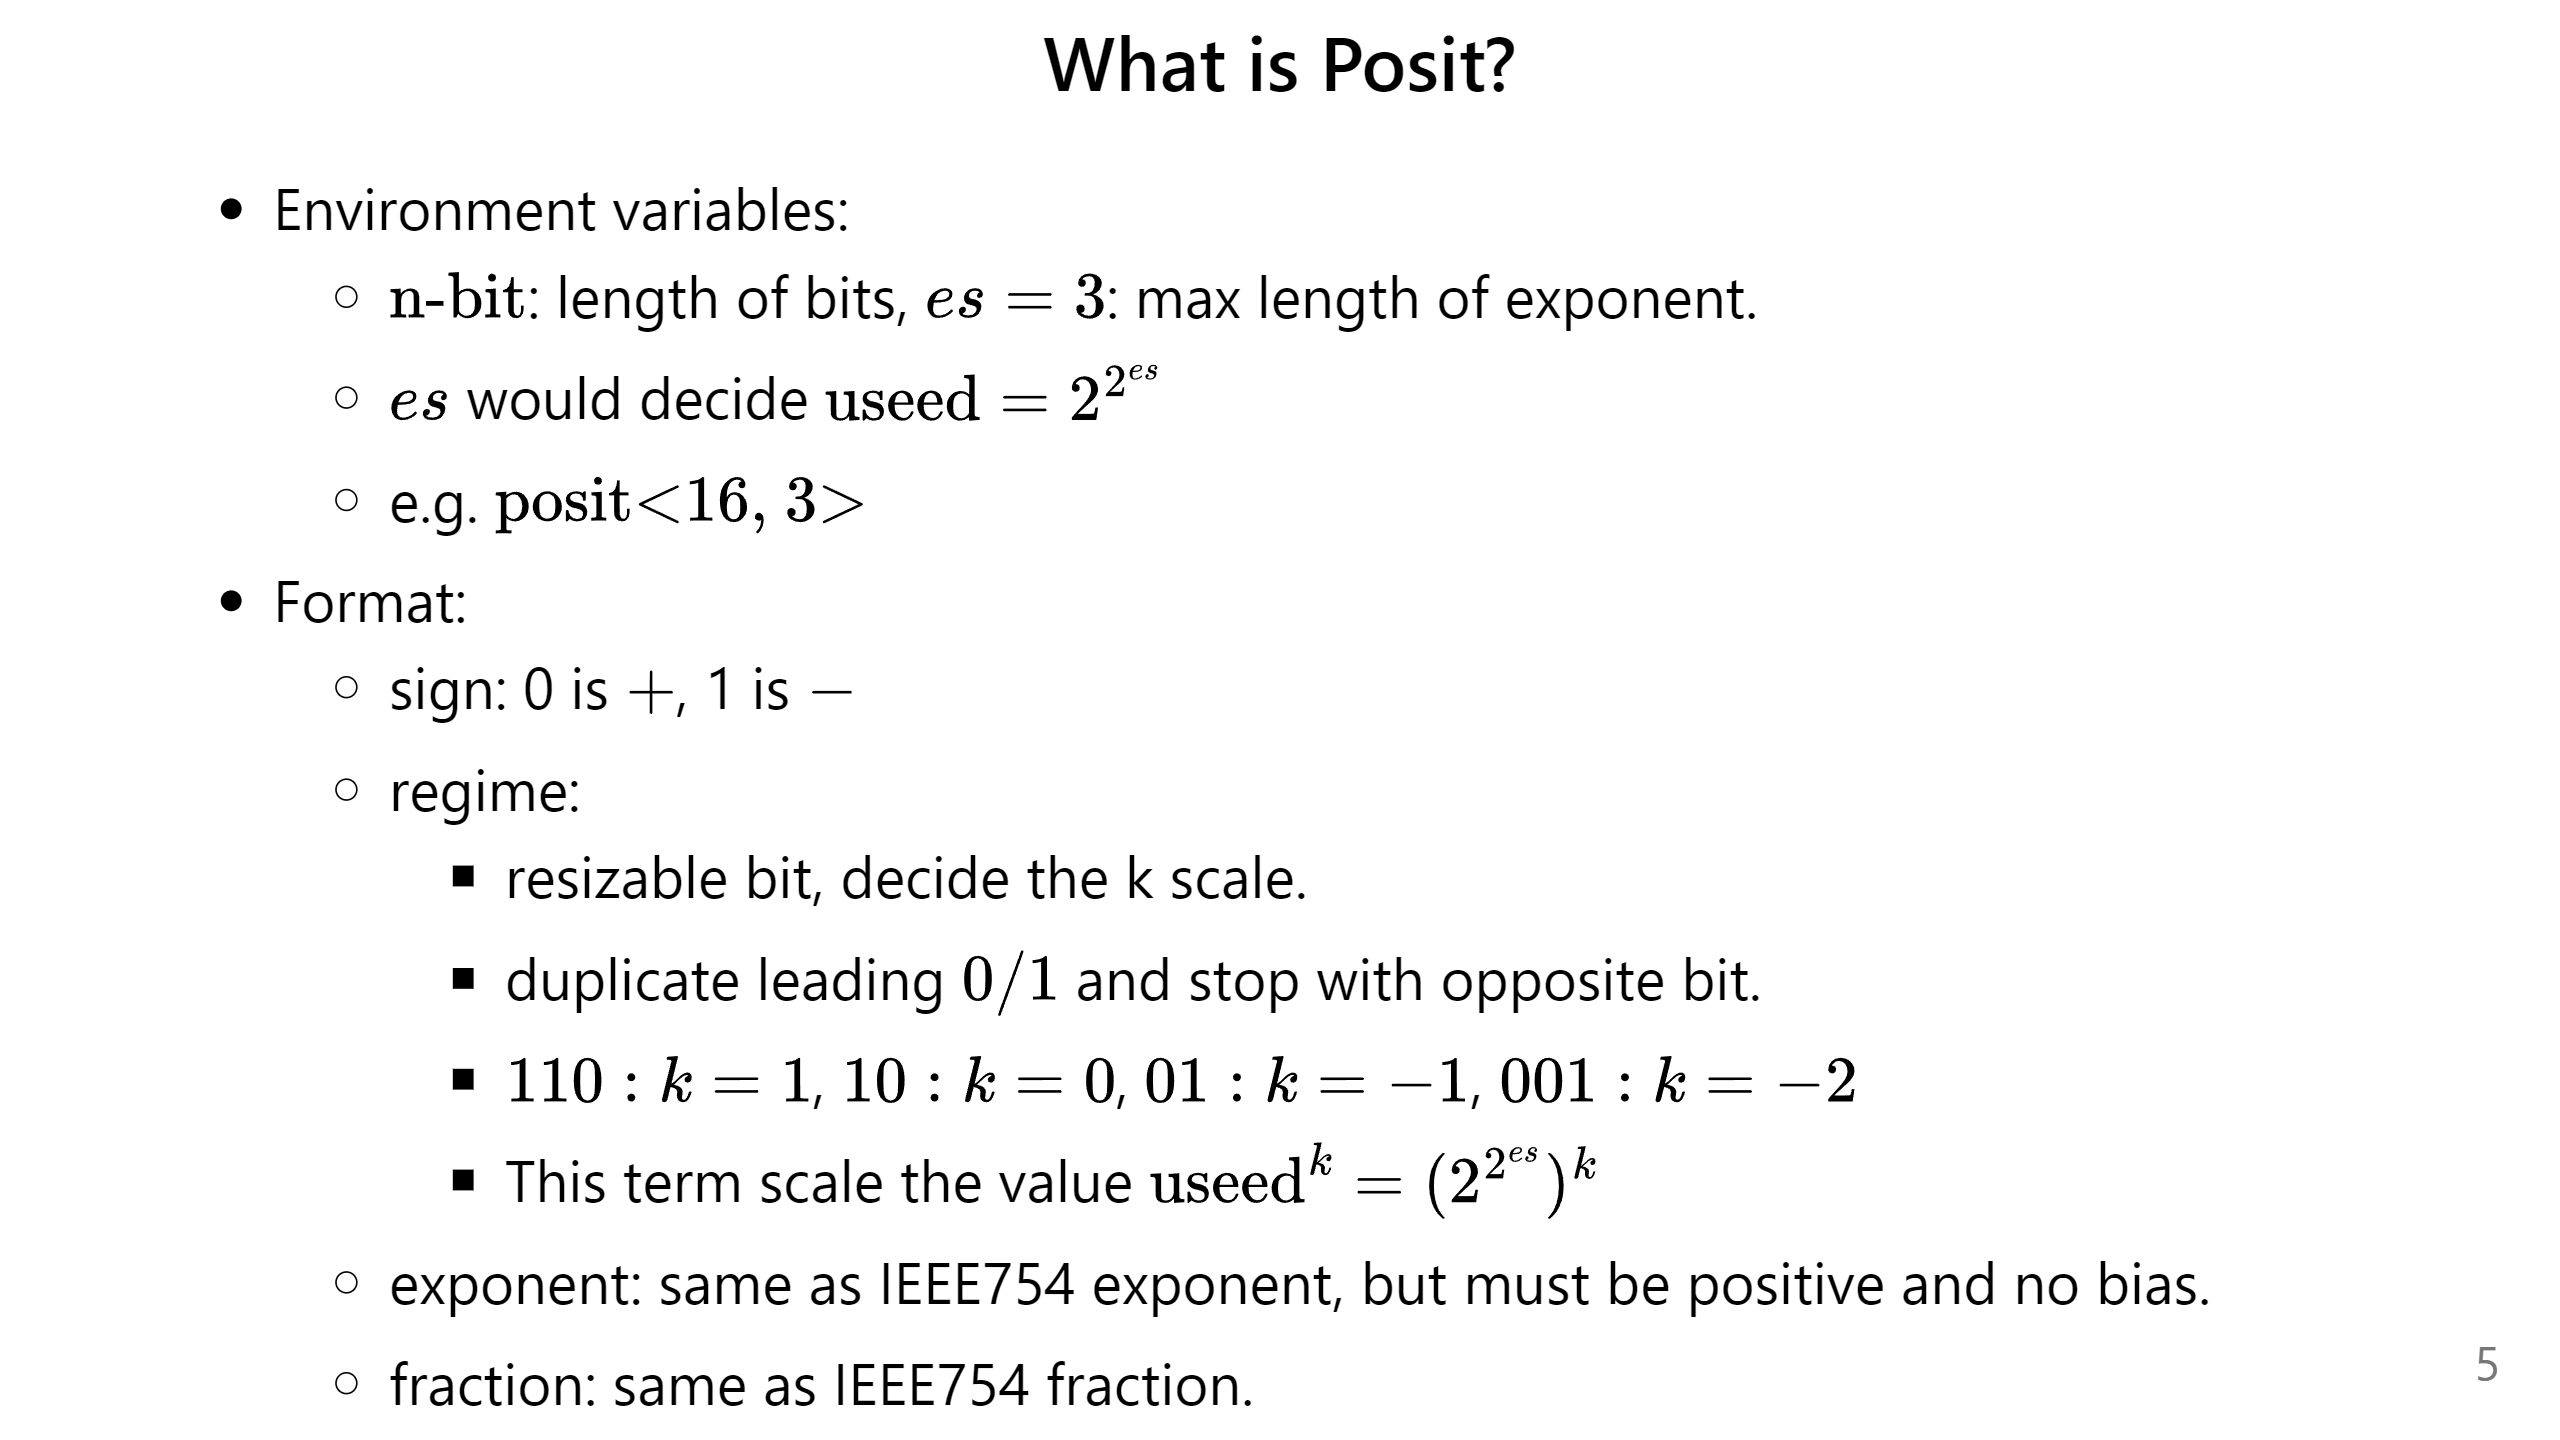 What is Posit?
• Environment variables:
○ n-bit: length of bits, es = 3: max length of exponent.
○ es would decide useed = 2^{2^{es}}
○ e.g. posit<16, 3>
• Format:
○ sign: 0 is +, 1 is −
○ regime:
■ resizable bit, decide the k scale.
■ duplicate leading 0/1 and stop with opposite bit.
■ 110 : k = 1, 10 : k = 0, 01 : k = −1, 001 : k = −2
■ This term scale the value useed^k = (2^{2^{es}})^k
○ exponent: same as IEEE754 exponent, but must be positive and no bias.
○ fraction: same as IEEE754 fraction.
5